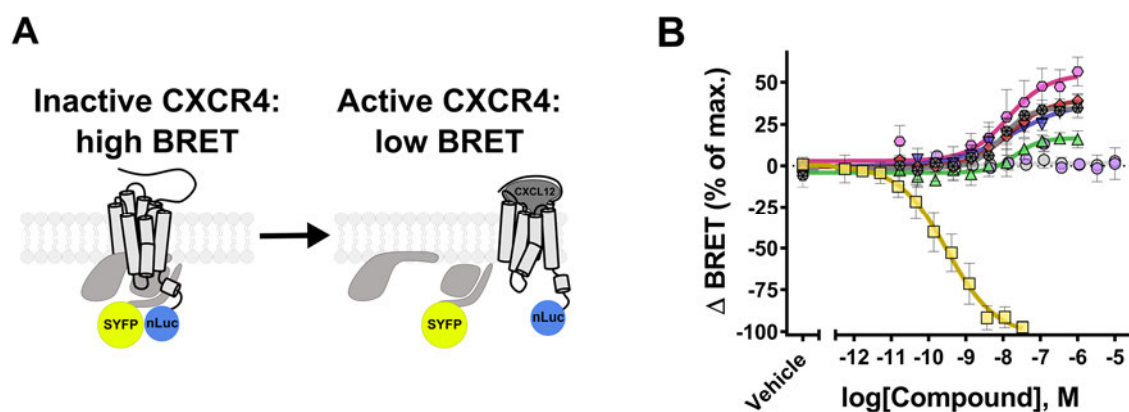 A
Inactive CXCR4:
high BRET
Active CXCR4:
low BRET
CXCL12
SYFP
nLuc
SYFP
nLuc
B
Δ BRET (% of max.)
50
25
0
-25
-50
-75
-100
Vehicle
-12 -11 -10 -9 -8 -7 -6 -5
log[Compound], M